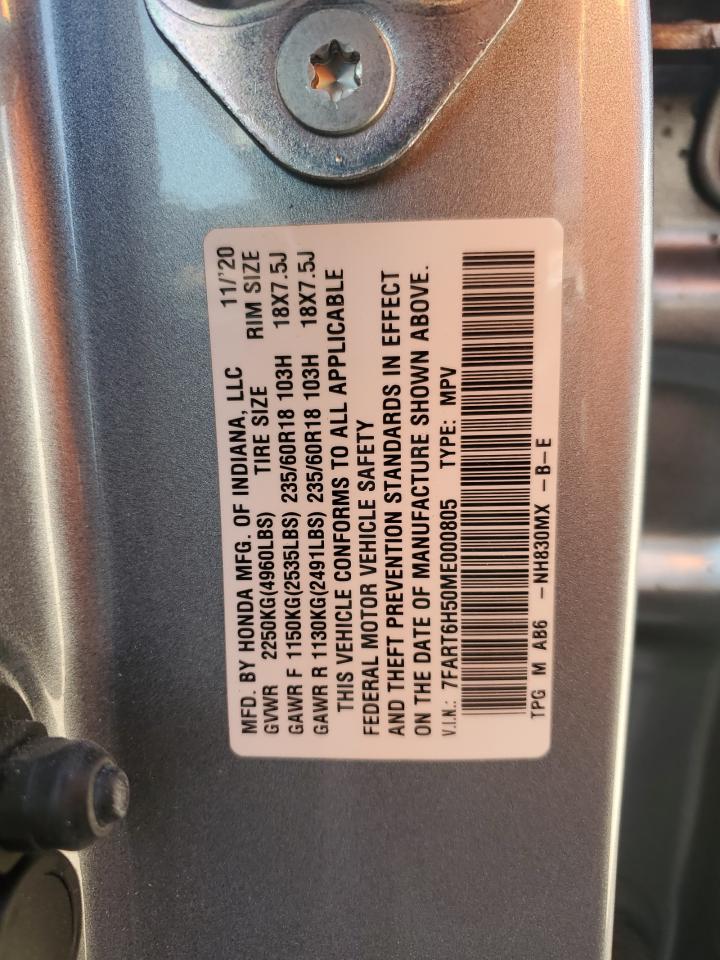 MFD. BY HONDA MFG. OF INDIANA, LLC 11/'20
GVWR 2250KG(4960LBS) TIRE SIZE RIM SIZE
GAWR F 1150KG(2535LBS) 235/60R18 103H 18X7.5J
GAWR R 1130KG(2491LBS) 235/60R18 103H 18X7.5J
THIS VEHICLE CONFORMS TO ALL APPLICABLE
FEDERAL MOTOR VEHICLE SAFETY
AND THEFT PREVENTION STANDARDS IN EFFECT
ON THE DATE OF MANUFACTURE SHOWN ABOVE.
V.I.N.: 7FART6H50ME000805 TYPE: MPV
TPG M AB6 -NH830MX -B-E